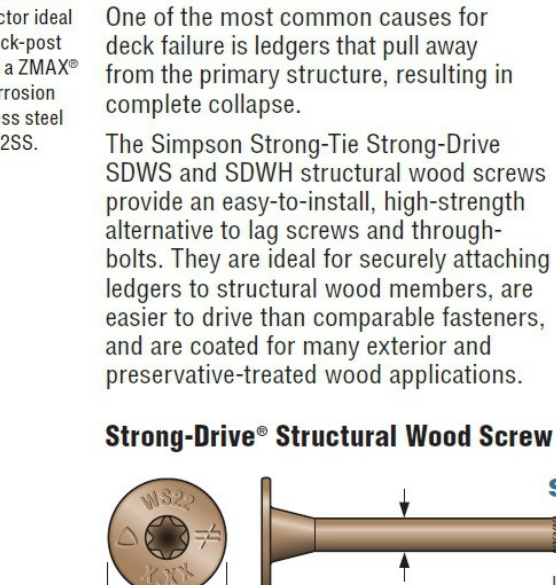 ctor ideal
ck-post
a ZMAX®
rrosion
ss steel
2SS.
One of the most common causes for
deck failure is ledgers that pull away
from the primary structure, resulting in
complete collapse.
The Simpson Strong-Tie Strong-Drive
SDWS and SDWH structural wood screws
provide an easy-to-install, high-strength
alternative to lag screws and through-
bolts. They are ideal for securely attaching
ledgers to structural wood members, are
easier to drive than comparable fasteners,
and are coated for many exterior and
preservative-treated wood applications.
Strong-Drive® Structural Wood Screw
WS22
X.XX